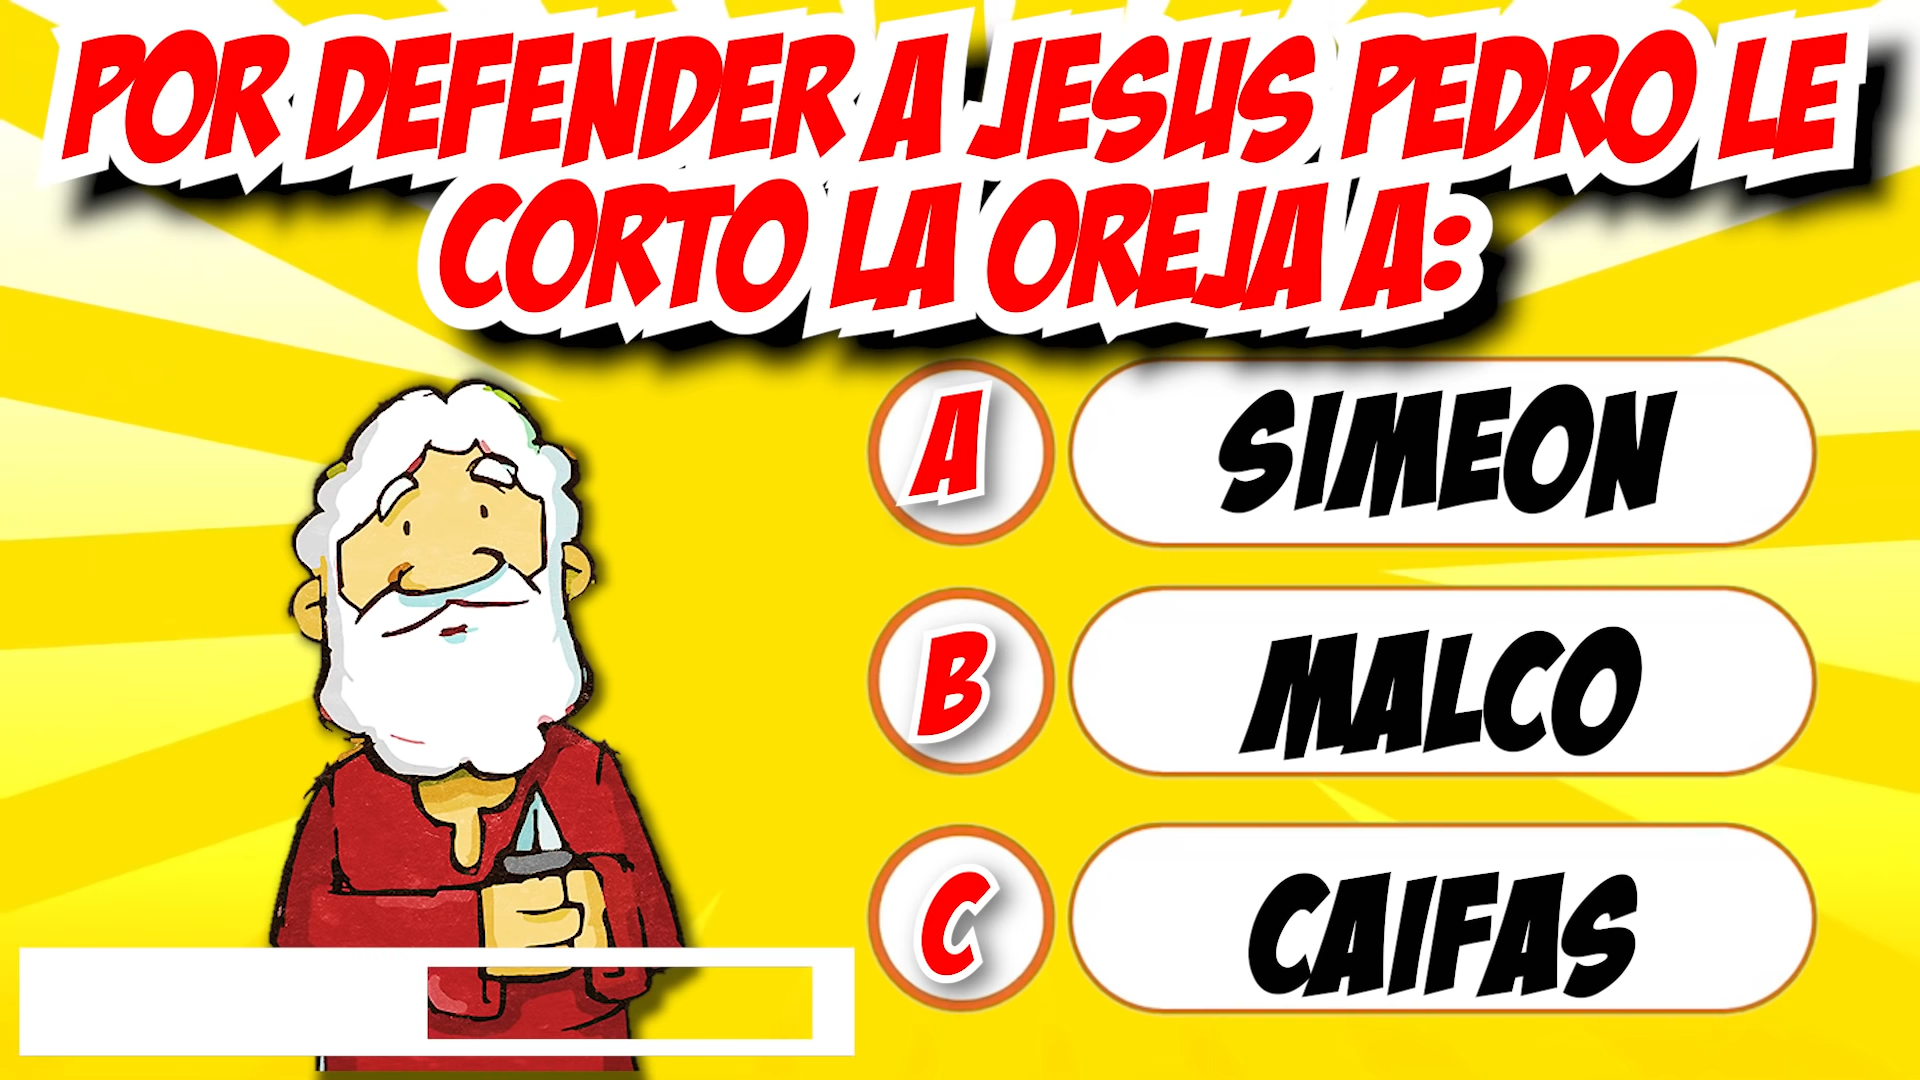 POR DEFENDER A JESUS PEDRO LE
CORTO LA OREJA A:
A SIMEON
B MALCO
C CAIFAS